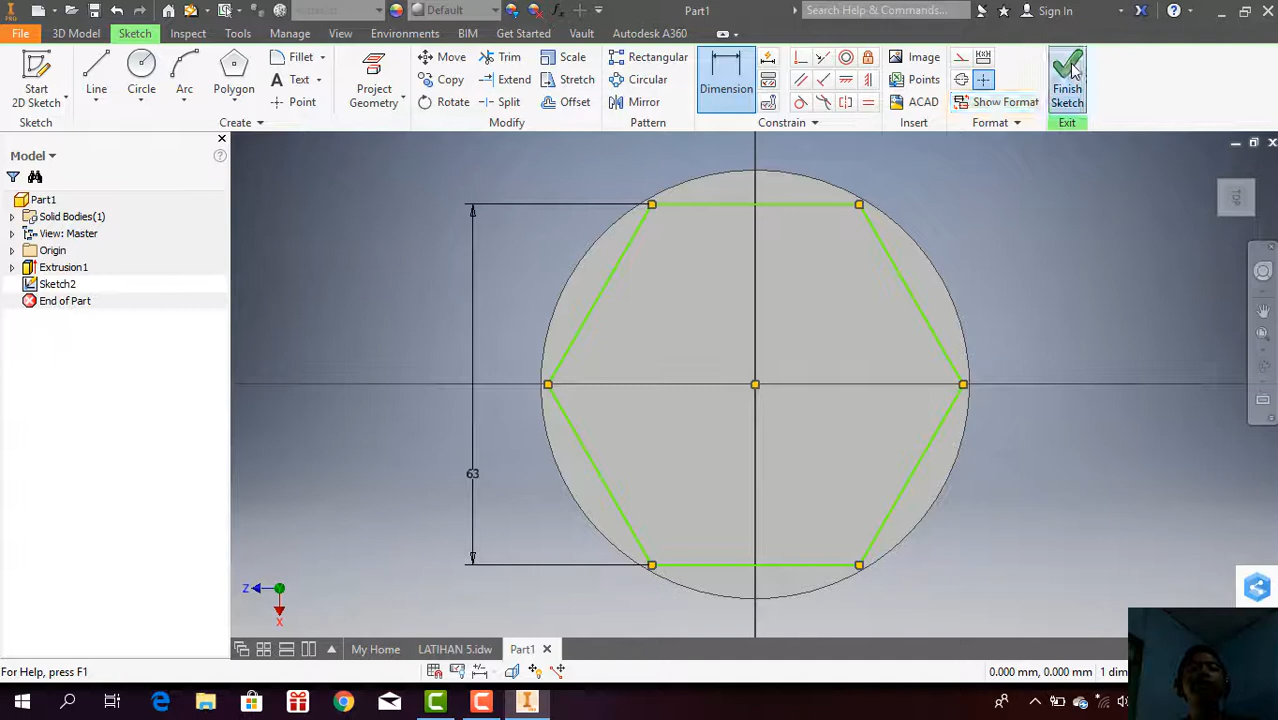 PRO
Default
Part1
Search Help & Commands...
Sign In
File
3D Model
Sketch
Inspect
Tools
Manage
View
Environments
BIM
Get Started
Vault
Autodesk A360
Start
2D Sketch
Line
Circle
Arc
Polygon
Fillet
Text
Point
Project
Geometry
Move
Copy
Rotate
Trim
Extend
Split
Scale
Stretch
Offset
Rectangular
Circular
Mirror
Dimension
Image
Points
ACAD
Show Format
Finish
Sketch
Sketch
Create
Modify
Pattern
Constrain
Insert
Format
Exit
Model
Part1
Solid Bodies(1)
View: Master
Origin
Extrusion1
Sketch2
End of Part
TOP
63
Z
X
My Home
LATIHAN 5.idw
Part1
For Help, press F1
0.000 mm, 0.000 mm
1 dim